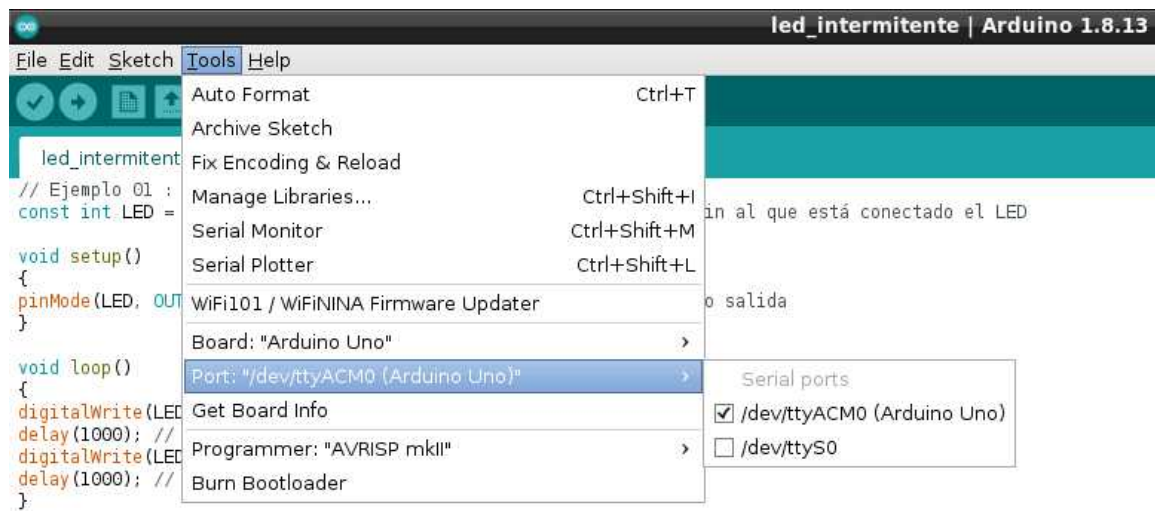 led_intermitente | Arduino 1.8.13
File Edit Sketch Tools Help
led_intermitent
Auto Format Ctrl+T
Archive Sketch
Fix Encoding & Reload
Manage Libraries... Ctrl+Shift+I
Serial Monitor Ctrl+Shift+M
Serial Plotter Ctrl+Shift+L
WiFi101 / WiFiNINA Firmware Updater
Board: "Arduino Uno"
Port: "/dev/ttyACM0 (Arduino Uno)"
Get Board Info
Programmer: "AVRISP mkII"
Burn Bootloader
Serial ports
/dev/ttyACM0 (Arduino Uno)
/dev/ttyS0
// Ejemplo 01 :
const int LED = in al que está conectado el LED
void setup()
{
pinMode(LED, OUT o salida
}
void loop()
{
digitalWrite(LED
delay(1000); //
digitalWrite(LED
delay(1000); //
}